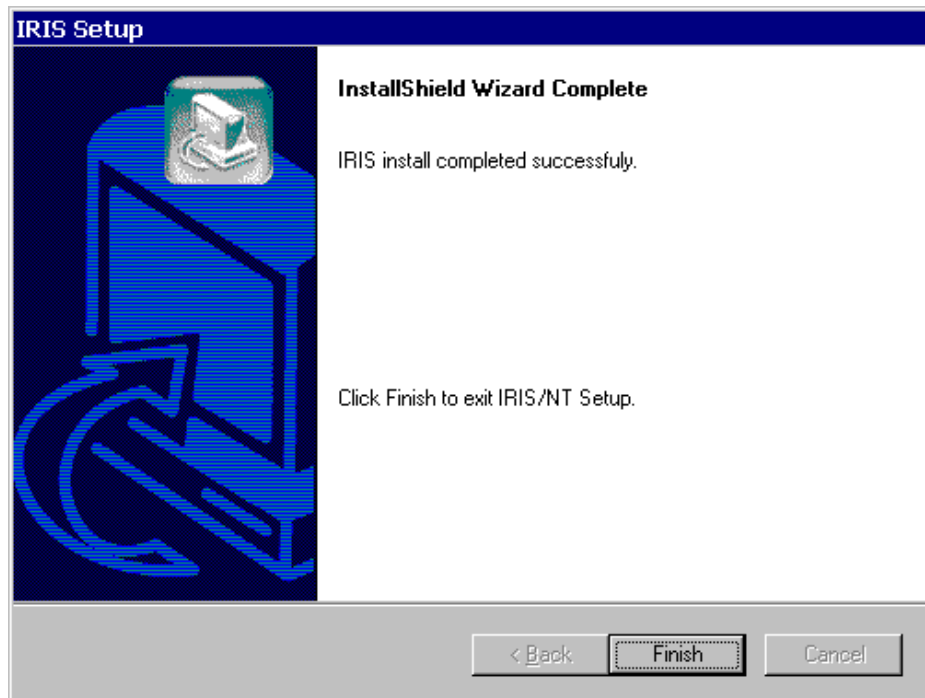 IRIS Setup
InstallShield Wizard Complete
IRIS install completed successfuly.
Click Finish to exit IRIS/NT Setup.
< Back
Finish
Cancel